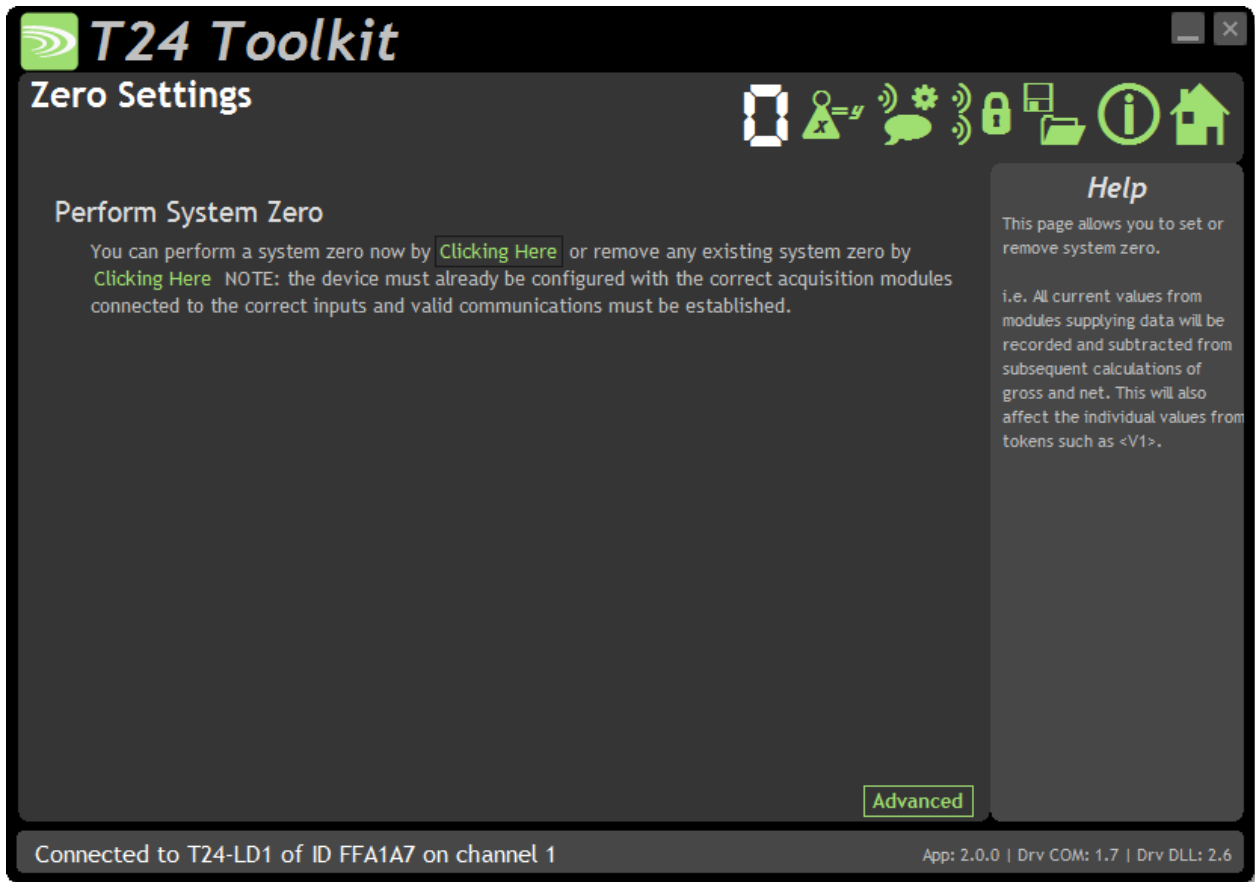 T24 Toolkit
Zero Settings
0
x=y
i
Perform System Zero
You can perform a system zero now by Clicking Here or remove any existing system zero by
Clicking Here NOTE: the device must already be configured with the correct acquisition modules
connected to the correct inputs and valid communications must be established.
Help
This page allows you to set or
remove system zero.
i.e. All current values from
modules supplying data will be
recorded and subtracted from
subsequent calculations of
gross and net. This will also
affect the individual values from
tokens such as <V1>.
Advanced
Connected to T24-LD1 of ID FFA1A7 on channel 1
App: 2.0.0 | Drv COM: 1.7 | Drv DLL: 2.6